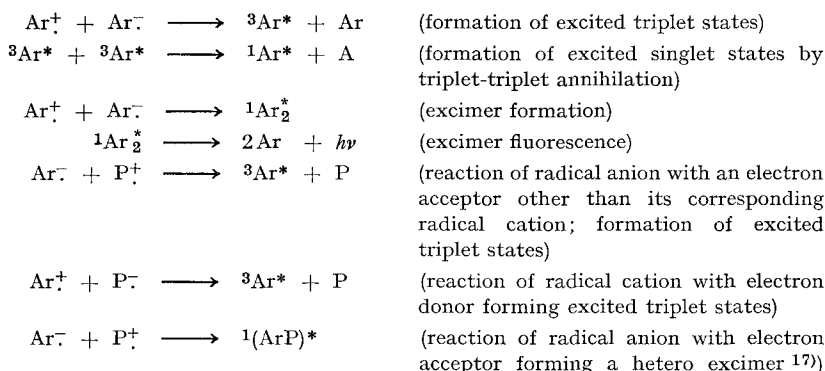 Ar⁺. + Ar⁻. ⟶ ³Ar* + Ar (formation of excited triplet states)
³Ar* + ³Ar* ⟶ ¹Ar* + A (formation of excited singlet states by
triplet-triplet annihilation)
Ar⁺. + Ar⁻. ⟶ ¹Ar₂* (excimer formation)
¹Ar₂* ⟶ 2 Ar + hν (excimer fluorescence)
Ar⁻. + P⁺. ⟶ ³Ar* + P (reaction of radical anion with an electron
acceptor other than its corresponding
radical cation; formation of excited
triplet states)
Ar⁺. + P⁻. ⟶ ³Ar* + P (reaction of radical cation with electron
donor forming excited triplet states)
Ar⁻. + P⁺. ⟶ ¹(ArP)* (reaction of radical anion with electron
acceptor forming a hetero excimer ¹⁷⁾)